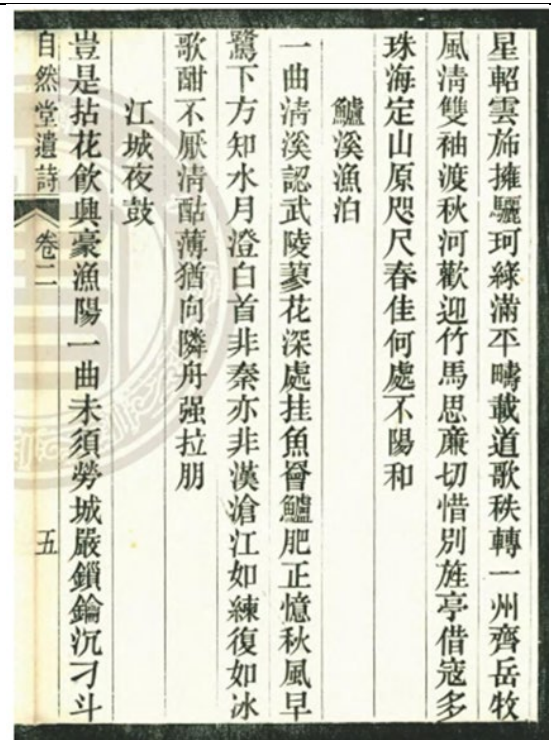 星軺雲斾擁驪珂綠滿平疇載道歌秩轉一州齊岳牧
風清雙袖渡秋河歡迎竹馬思蔗切惜別旌亭借寇多
珠海定山原咫尺春佳何處不陽和
鱸溪漁泊
一曲清溪認武陵蓼花深處挂魚罾鱸肥正憶秋風早
鷺下方知水月澄白首非秦亦非漢滄江如練復如冰
歌酣不厭清酤薄猶向隣舟强拉朋
江城夜鼓
豈是拈花飲興豪漁陽一曲未須勞城嚴鎖鑰沉刁斗
自然堂遺詩 卷二 五